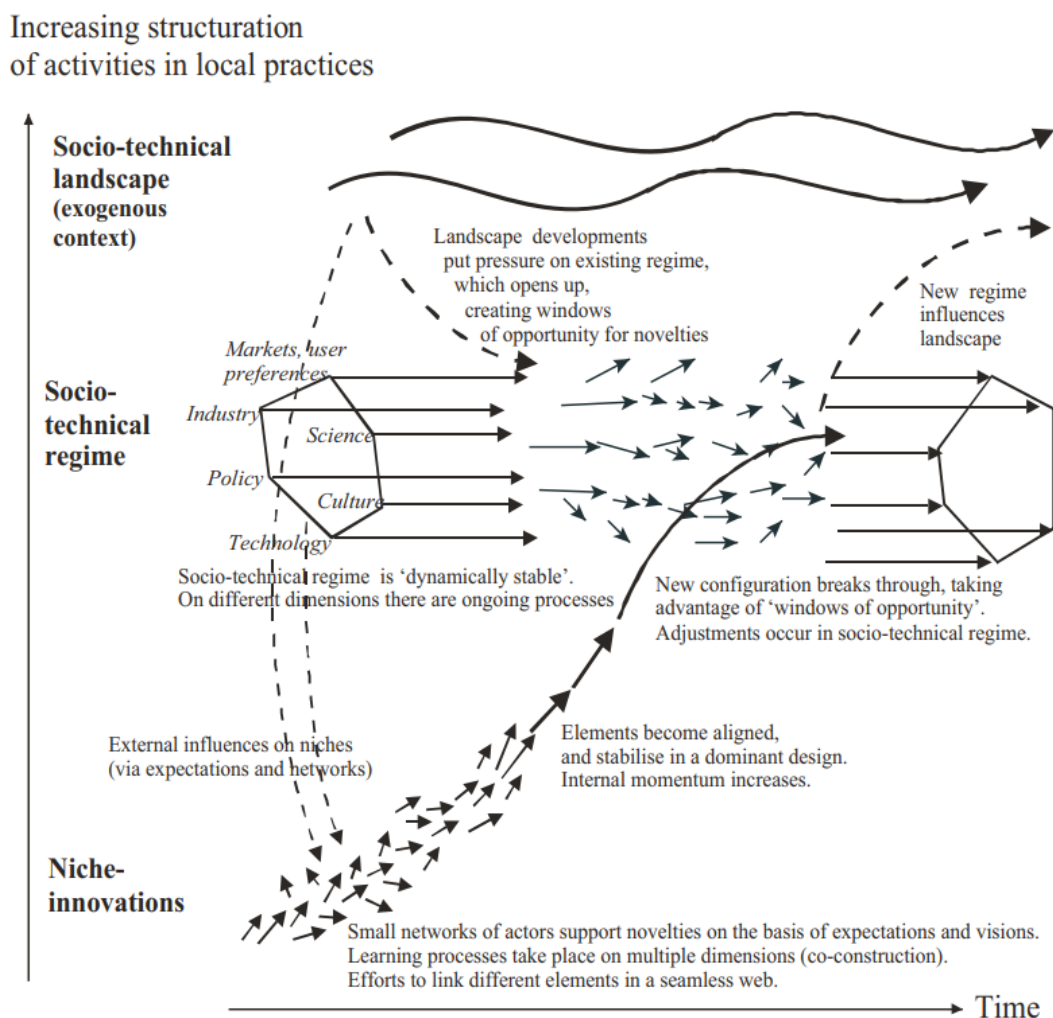 Increasing structuration
of activities in local practices
Socio-technical
landscape
(exogenous
context)
Landscape developments
put pressure on existing regime,
which opens up,
creating windows
of opportunity for novelties
New regime
influences
landscape
Markets, user
preferences
Socio-
technical
regime
Industry
Science
Policy
Culture
Technology
Socio-technical regime is ‘dynamically stable’.
On different dimensions there are ongoing processes
New configuration breaks through, taking
advantage of ‘windows of opportunity’.
Adjustments occur in socio-technical regime.
External influences on niches
(via expectations and networks)
Elements become aligned,
and stabilise in a dominant design.
Internal momentum increases.
Niche-
innovations
Small networks of actors support novelties on the basis of expectations and visions.
Learning processes take place on multiple dimensions (co-construction).
Efforts to link different elements in a seamless web.
Time